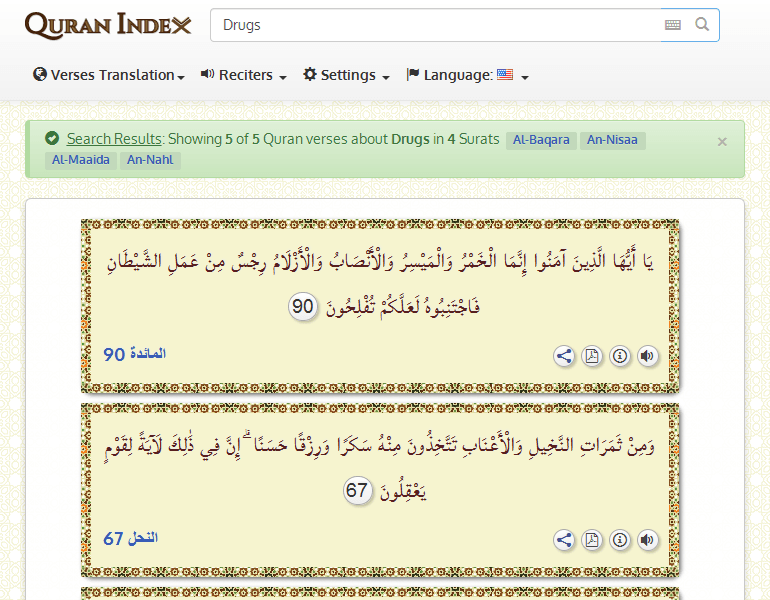 QURAN INDEX
Drugs
Verses Translation Reciters Settings Language:
Search Results: Showing 5 of 5 Quran verses about Drugs in 4 Surats Al-Baqara An-Nisaa
Al-Maaida An-Nahl
يَا أَيُّهَا الَّذِينَ آمَنُوا إِنَّمَا الْخَمْرُ وَالْمَيْسِرُ وَالْأَنْصَابُ وَالْأَزْلَامُ رِجْسٌ مِنْ عَمَلِ الشَّيْطَانِ
فَاجْتَنِبُوهُ لَعَلَّكُمْ تُفْلِحُونَ 90
المائدة 90
وَمِنْ ثَمَرَاتِ النَّخِيلِ وَالْأَعْنَابِ تَتَّخِذُونَ مِنْهُ سَكَرًا وَرِزْقًا حَسَنًا ۗ إِنَّ فِي ذَٰلِكَ لَآيَةً لِقَوْمٍ
يَعْقِلُونَ 67
النحل 67